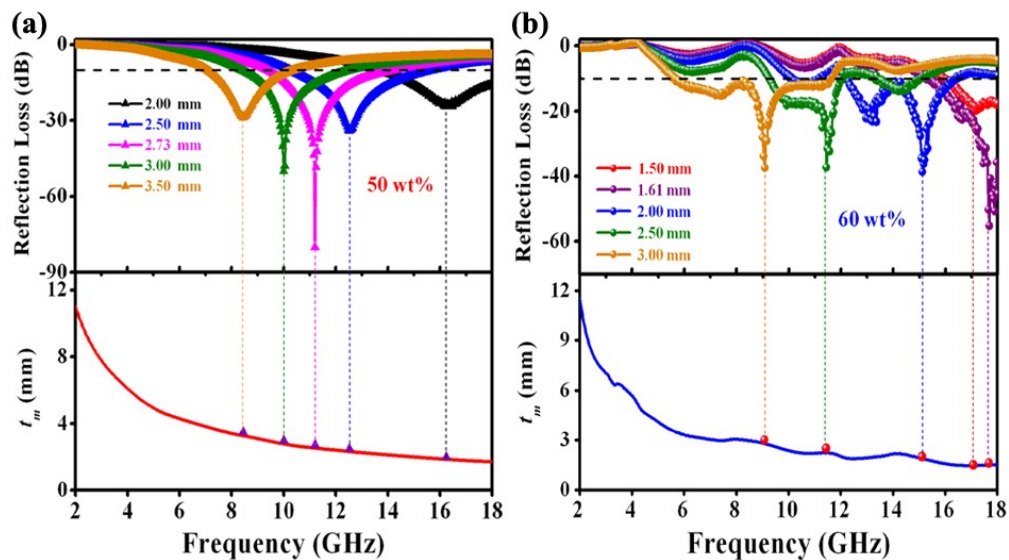 (a)
Reflection Loss (dB)
0
-30
-60
-90
2.00 mm
2.50 mm
2.73 mm
3.00 mm
3.50 mm
50 wt%
tm (mm)
12
8
4
0
2 4 6 8 10 12 14 16 18
Frequency (GHz)
(b)
Reflection Loss (dB)
0
-20
-40
-60
1.50 mm
1.61 mm
2.00 mm
2.50 mm
3.00 mm
60 wt%
tm (mm)
12
9
6
3
0
2 4 6 8 10 12 14 16 18
Frequency (GHz)